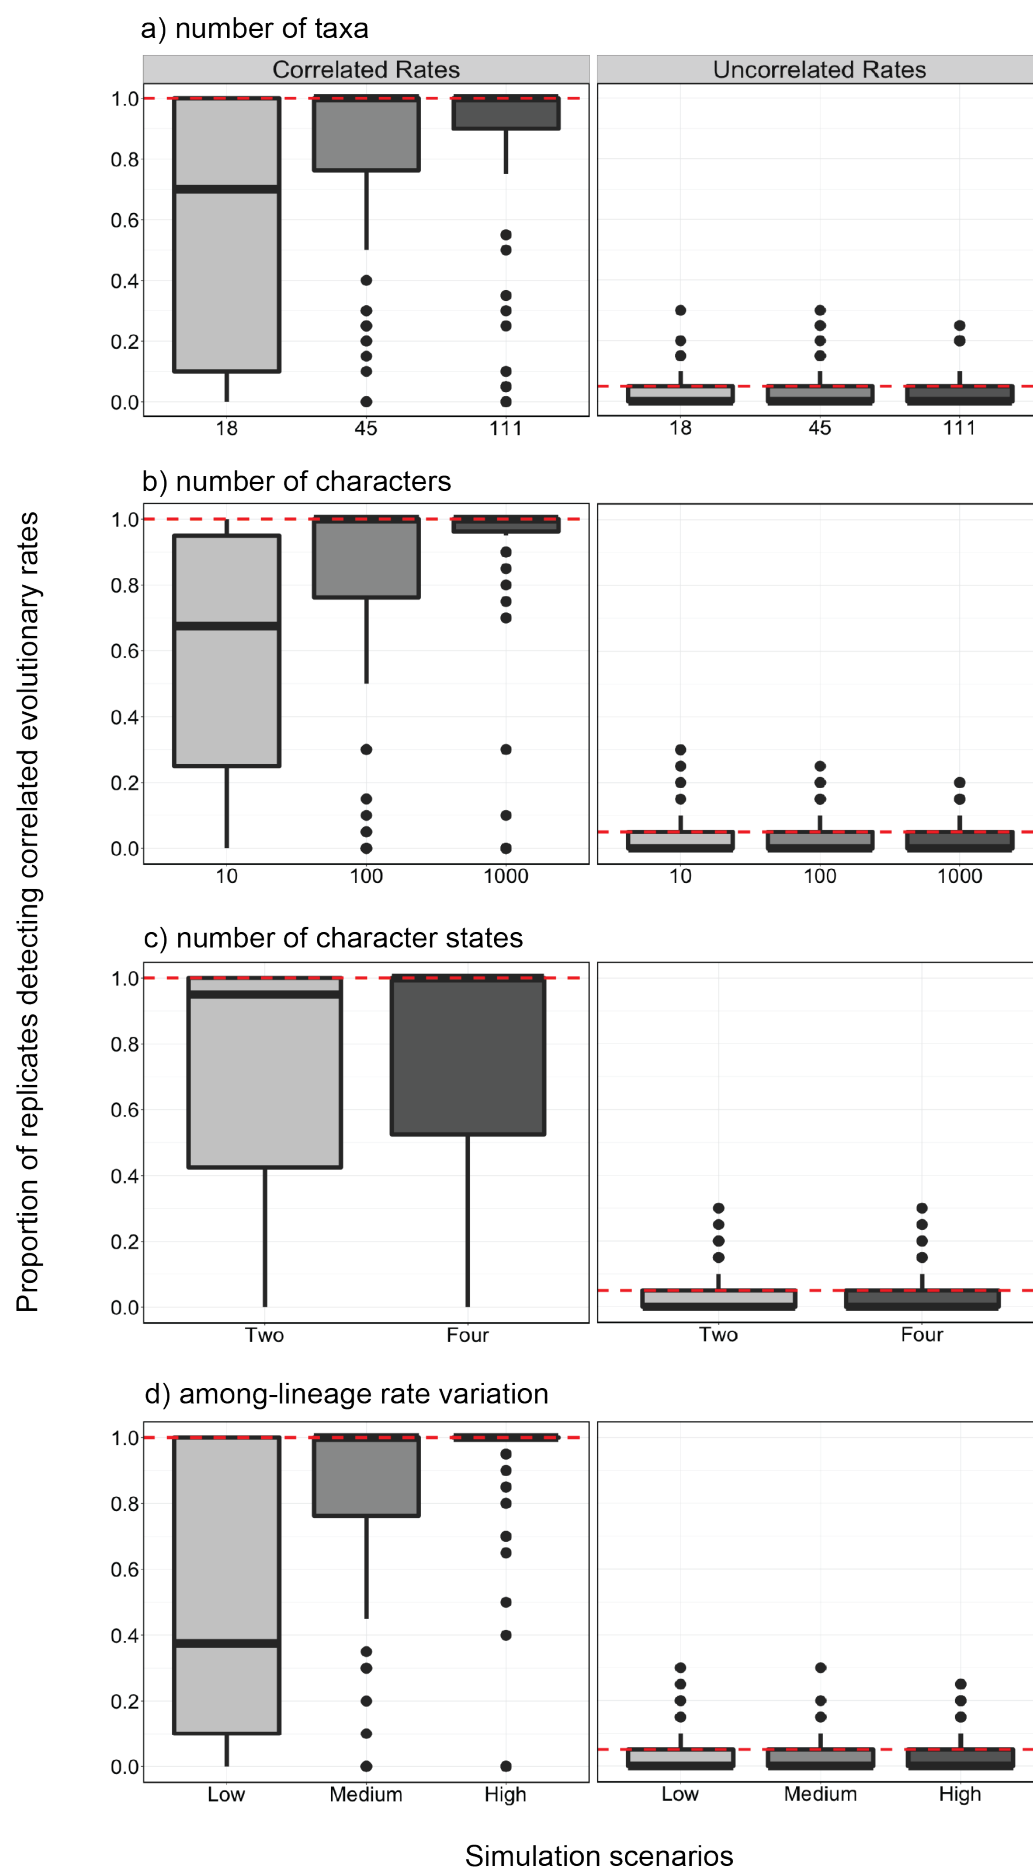 a) number of taxa
Correlated Rates
Uncorrelated Rates
1.0
0.8
0.6
0.4
0.2
0.0
18
45
111
18
45
111
b) number of characters
1.0
0.8
0.6
0.4
0.2
0.0
10
100
1000
10
100
1000
c) number of character states
1.0
0.8
0.6
0.4
0.2
0.0
Two
Four
Two
Four
d) among-lineage rate variation
1.0
0.8
0.6
0.4
0.2
0.0
Low
Medium
High
Low
Medium
High
Proportion of replicates detecting correlated evolutionary rates
Simulation scenarios